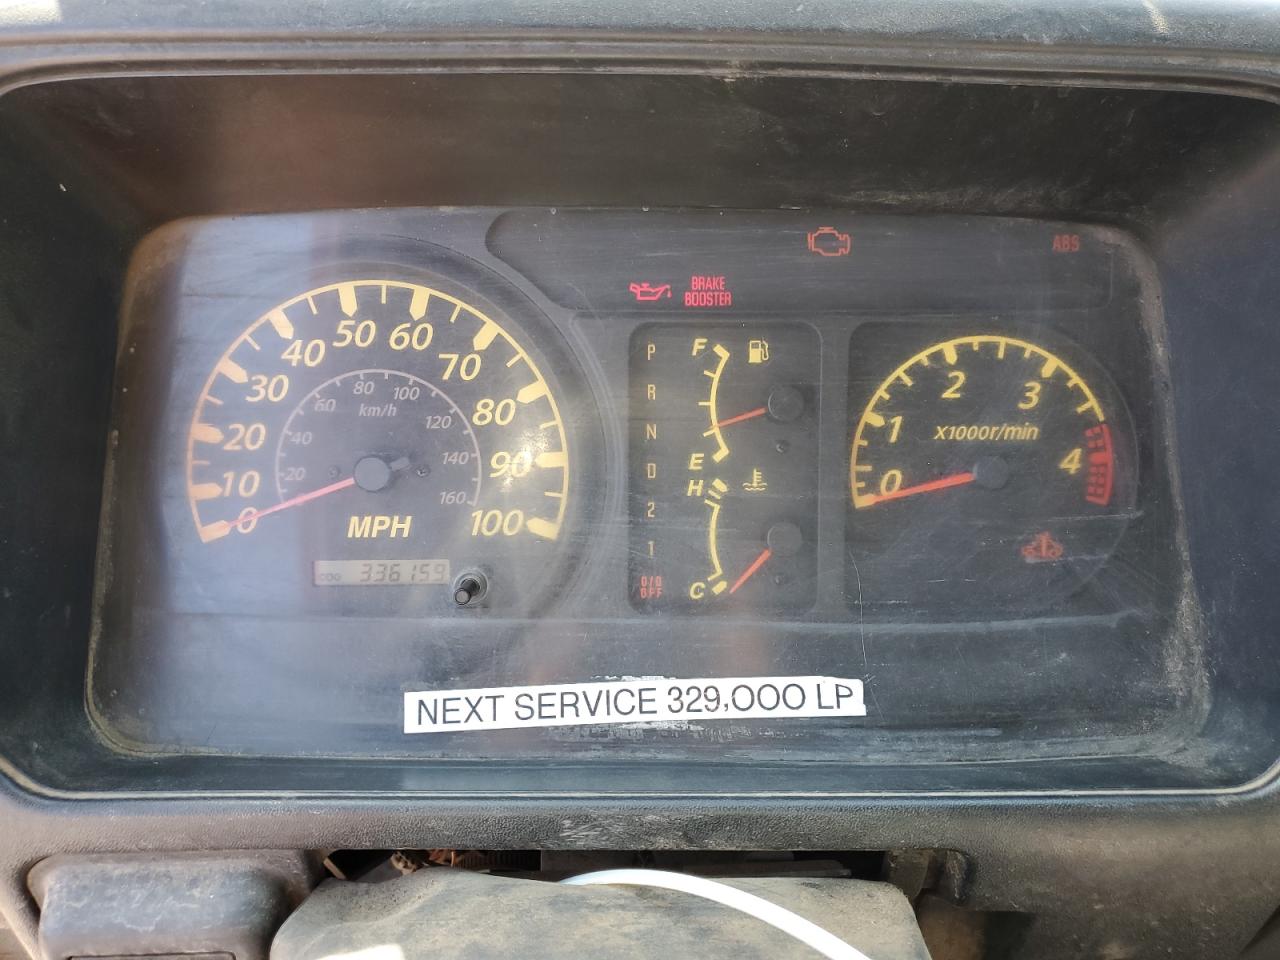 ABS
BRAKE
BOOSTER
50
60
40
70
30
80
20
90
10
100
0
80
100
60
120
40
140
20
160
km/h
MPH
ODO
336159
P
R
N
D
2
1
O/D
OFF
F
E
H
C
2
3
1
4
0
X1000r/min
NEXT SERVICE 329,000 LP